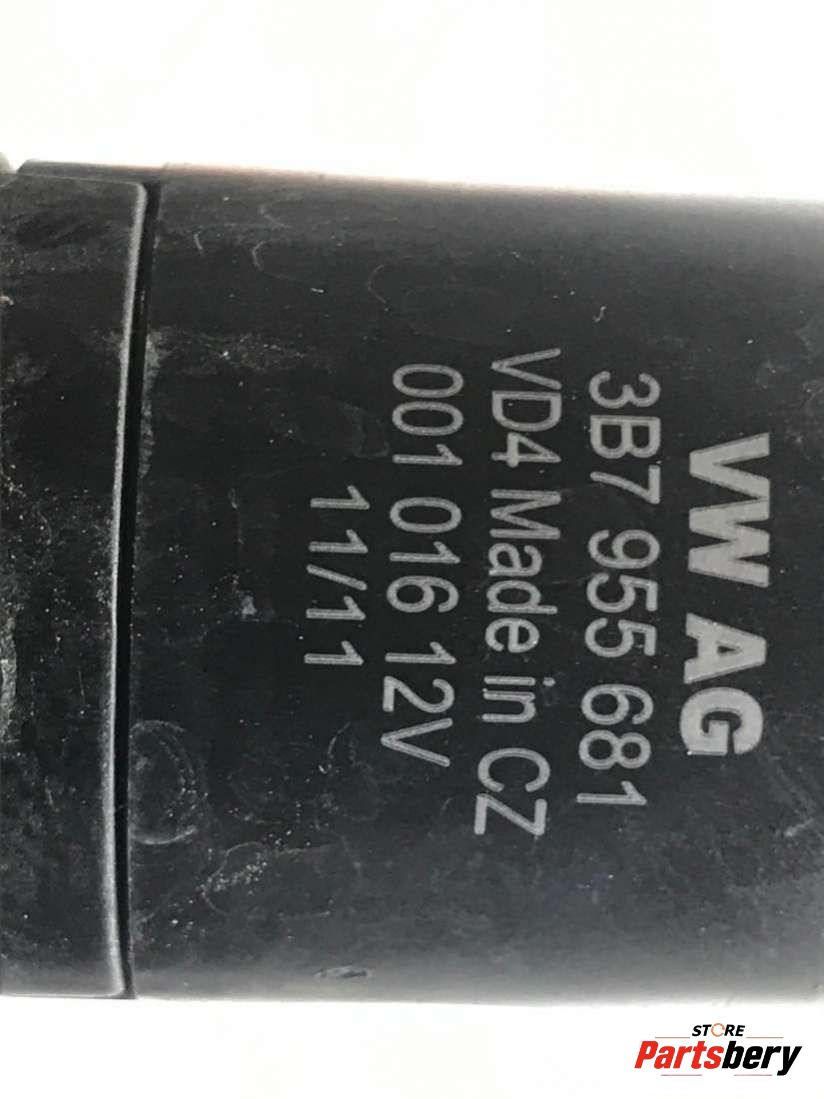 VW AG
3B7 955 681
VD4 Made in CZ
001 016 12V
11/11
STORE
Partsbery